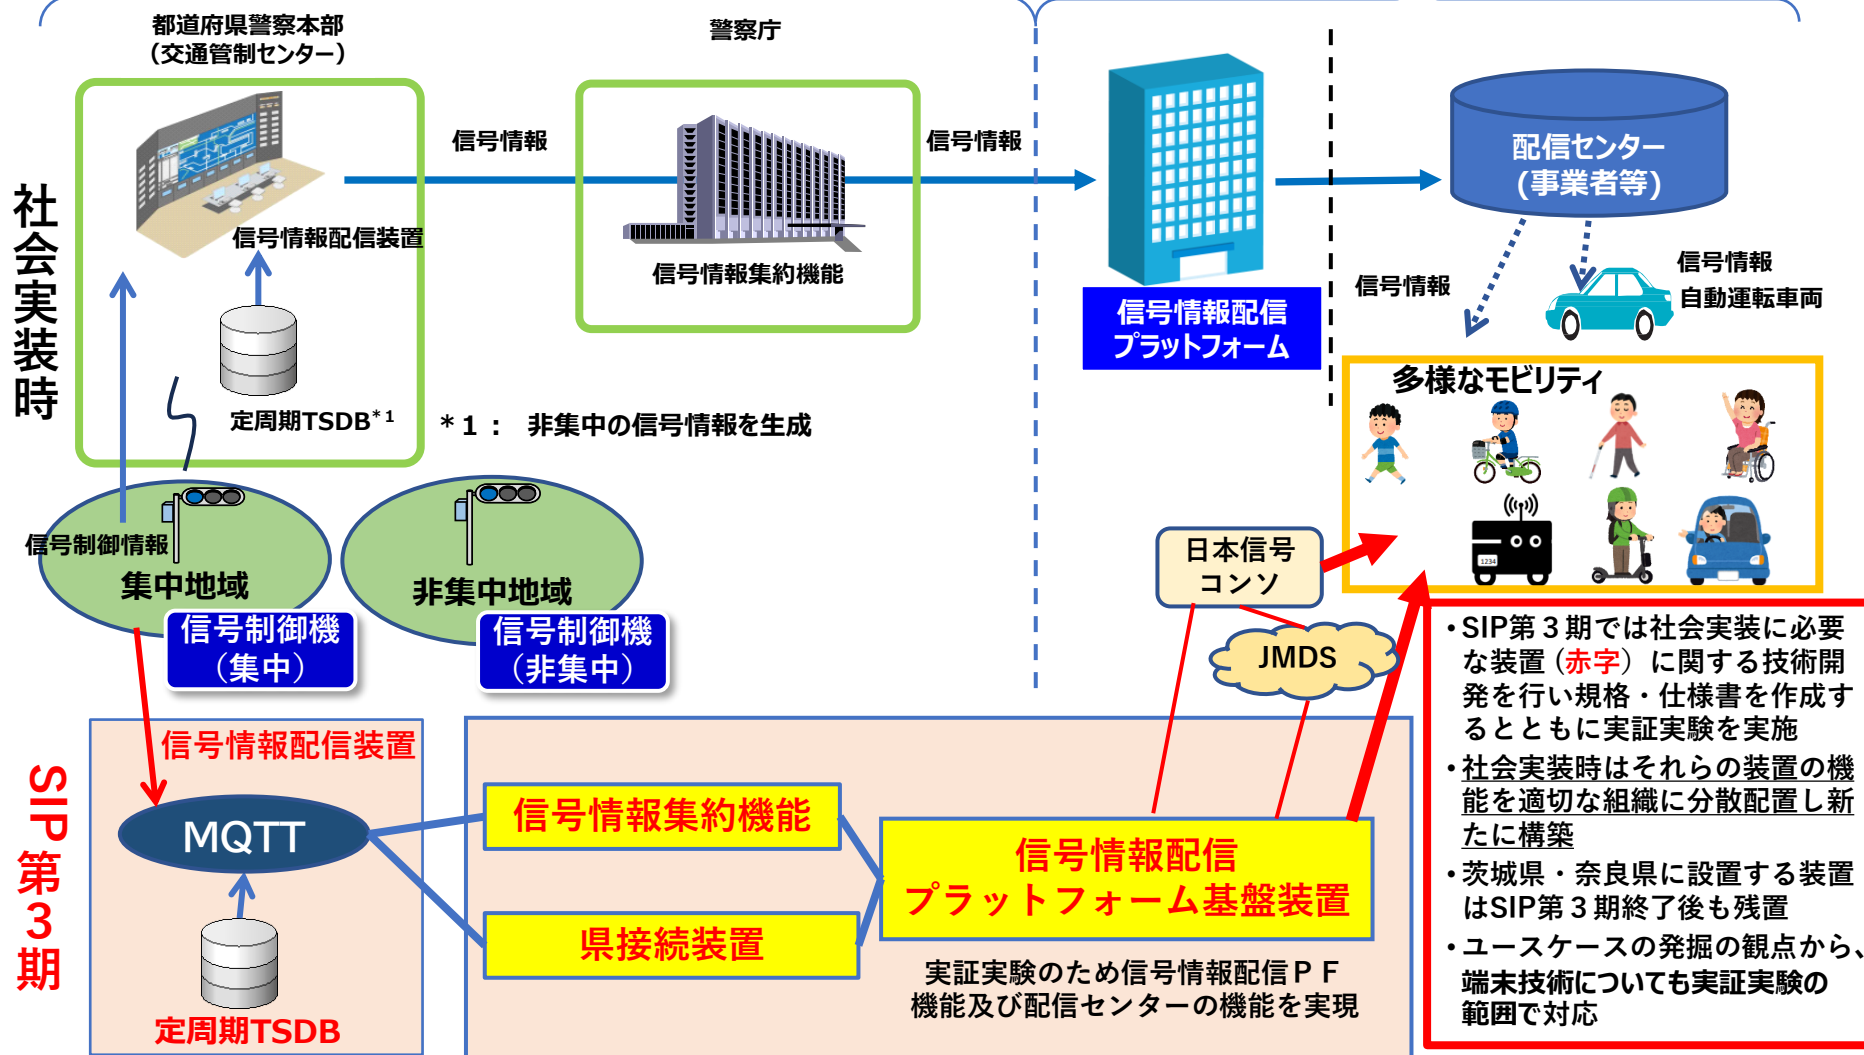 都道府県警察本部
（交通管制センター）
警察庁
社会実装時
信号情報
信号情報
配信センター
(事業者等)
信号情報配信装置
信号情報集約機能
信号情報配信
プラットフォーム
信号情報
信号情報
自動運転車両
定周期TSDB*1
＊1： 非集中の信号情報を生成
多様なモビリティ
1234
信号制御情報
集中地域
信号制御機
（集中）
非集中地域
信号制御機
（非集中）
日本信号
コンソ
JMDS
SIP第３期
信号情報配信装置
MQTT
定周期TSDB
信号情報集約機能
県接続装置
信号情報配信
プラットフォーム基盤装置
実証実験のため信号情報配信ＰＦ
機能及び配信センターの機能を実現
・SIP第３期では社会実装に必要
な装置（赤字）に関する技術開
発を行い規格・仕様書を作成す
るとともに実証実験を実施
・社会実装時はそれらの装置の機
能を適切な組織に分散配置し新
たに構築
・茨城県・奈良県に設置する装置
はSIP第３期終了後も残置
・ユースケースの発掘の観点から、
端末技術についても実証実験の
範囲で対応